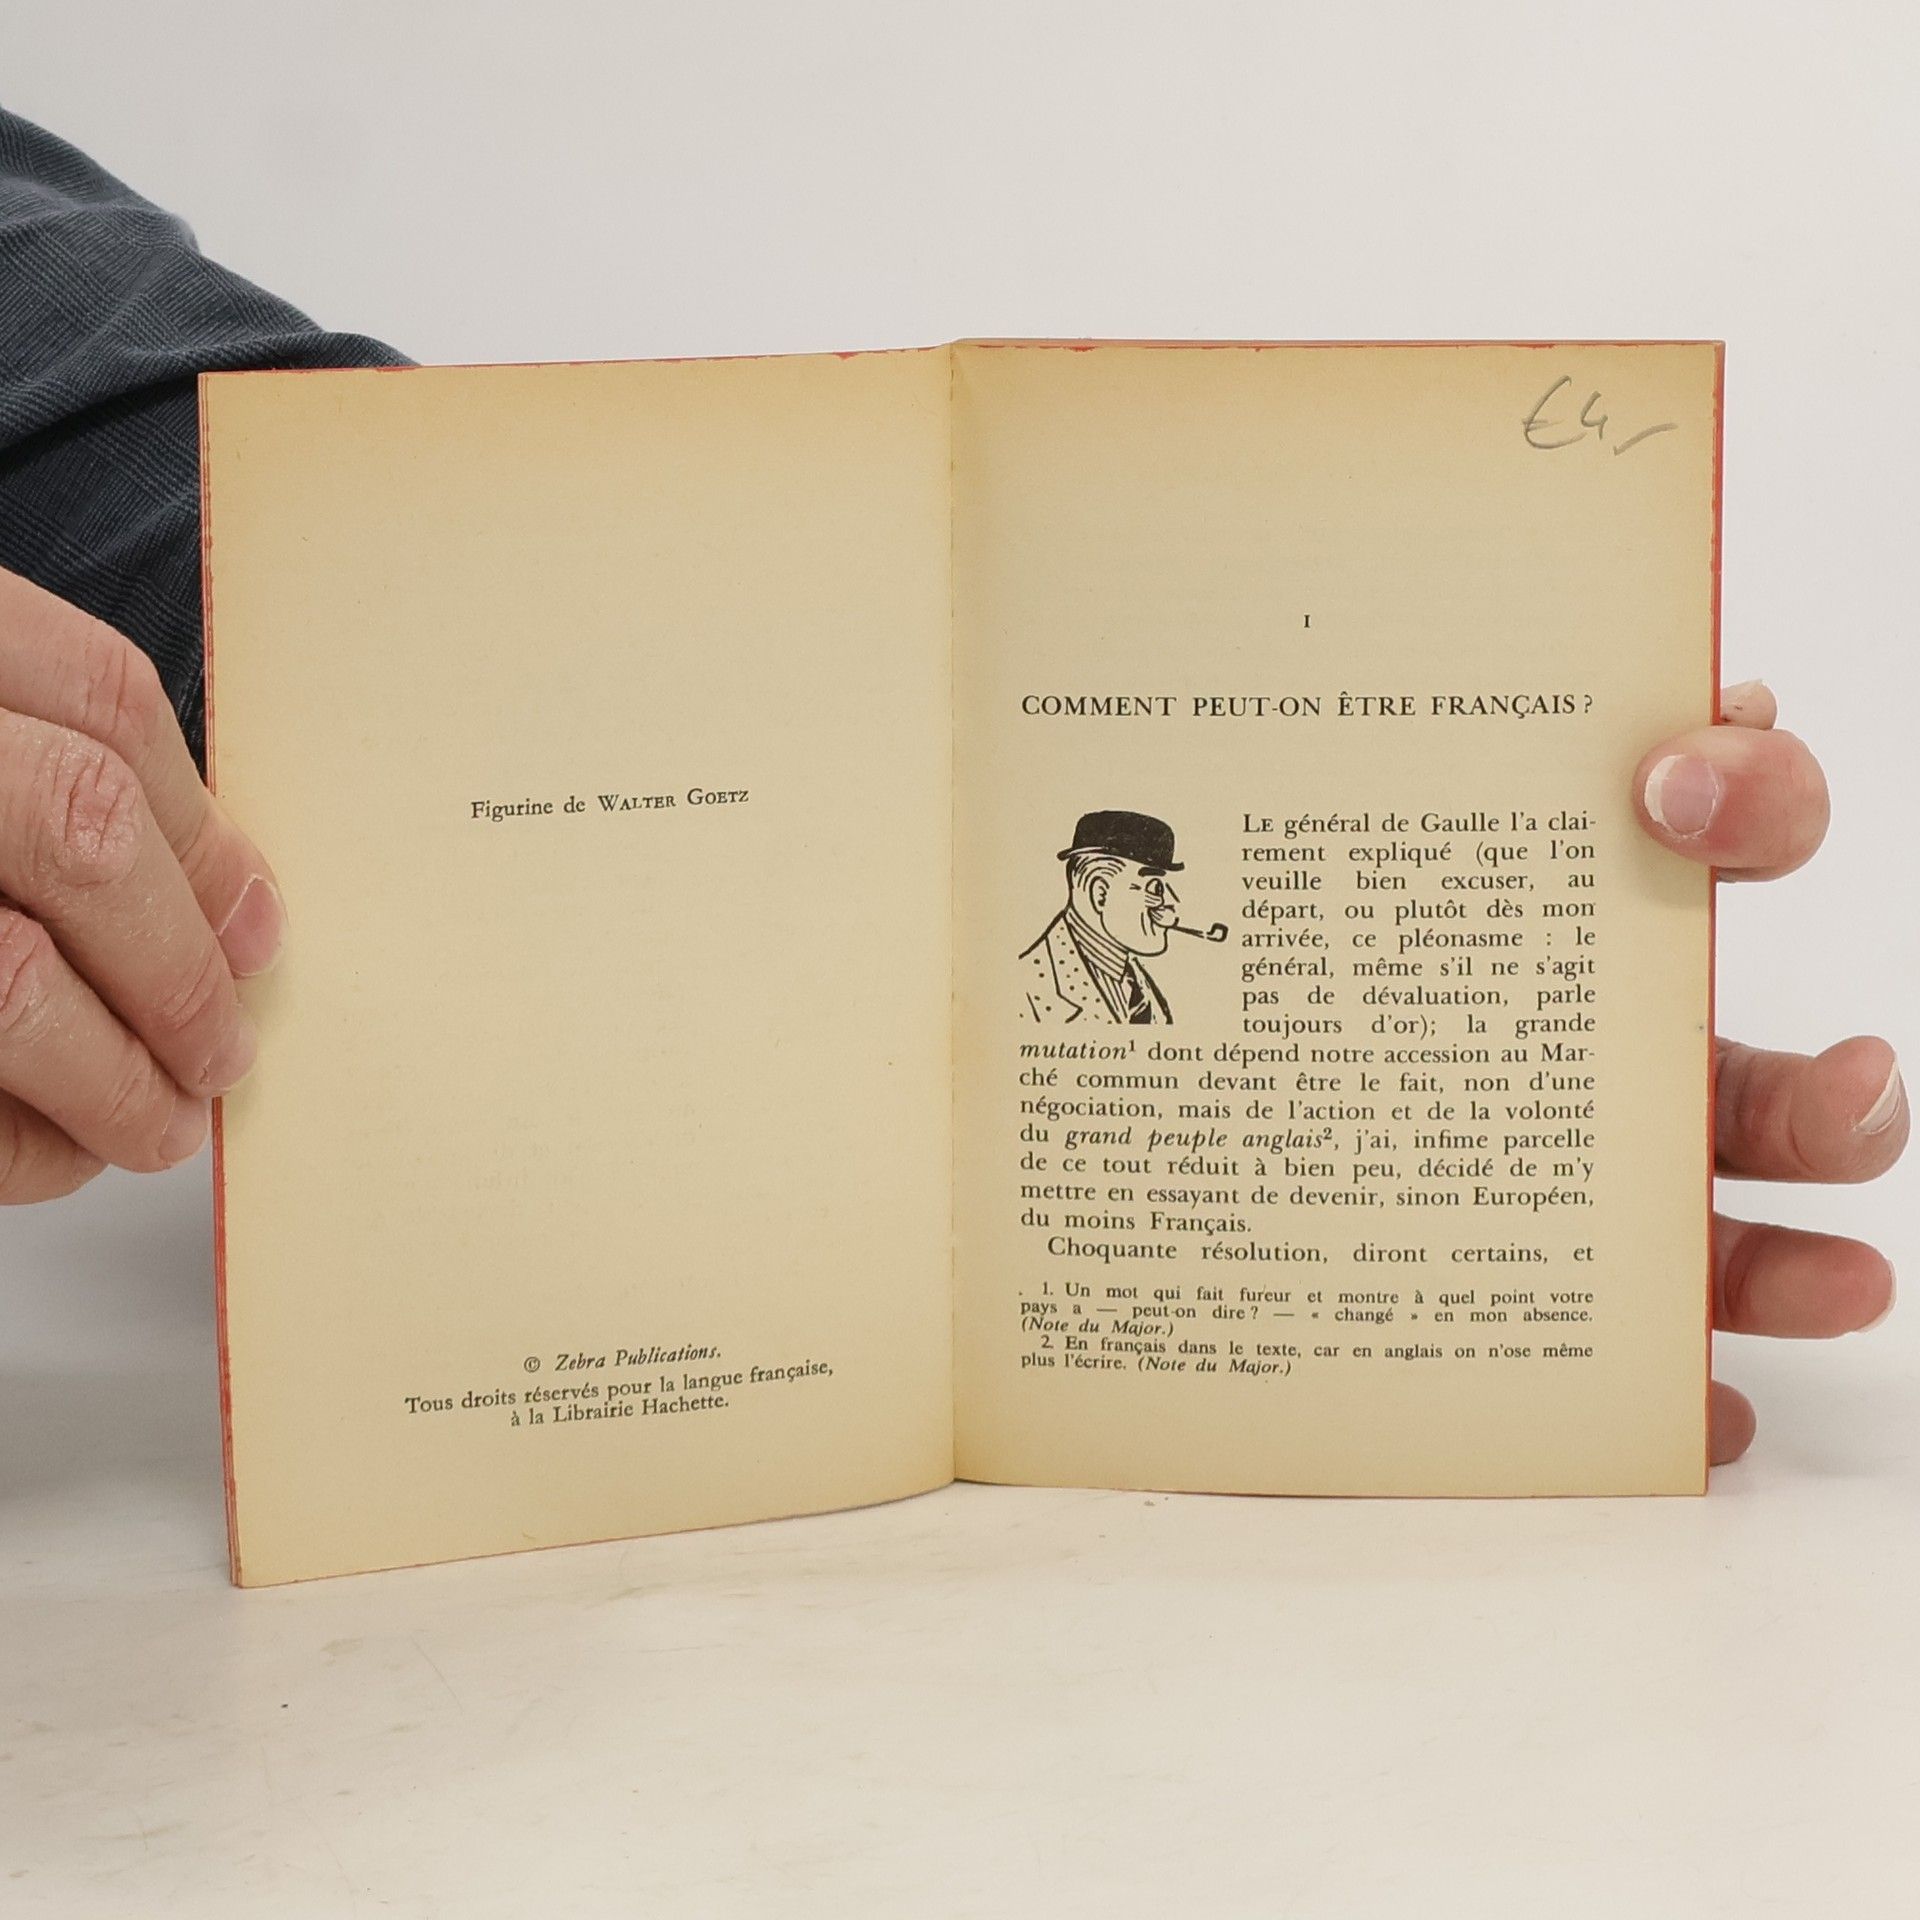 Figurine de WALTER GOETZ
© Zebra Publications.
Tous droits réservés pour la langue française,
à la Librairie Hachette.
€4,-
I
COMMENT PEUT-ON ÊTRE FRANÇAIS ?
LE général de Gaulle l'a clai-
rement expliqué (que l'on
veuille bien excuser, au
départ, ou plutôt dès mon
arrivée, ce pléonasme : le
général, même s'il ne s'agit
pas de dévaluation, parle
toujours d'or); la grande
mutation¹ dont dépend notre accession au Mar-
ché commun devant être le fait, non d'une
négociation, mais de l'action et de la volonté
du grand peuple anglais², j'ai, infime parcelle
de ce tout réduit à bien peu, décidé de m'y
mettre en essayant de devenir, sinon Européen,
du moins Français.
Choquante résolution, diront certains, et
1. Un mot qui fait fureur et montre à quel point votre
pays a — peut-on dire ? — « changé » en mon absence.
(Note du Major.)
2. En français dans le texte, car en anglais on n'ose même
plus l'écrire. (Note du Major.)